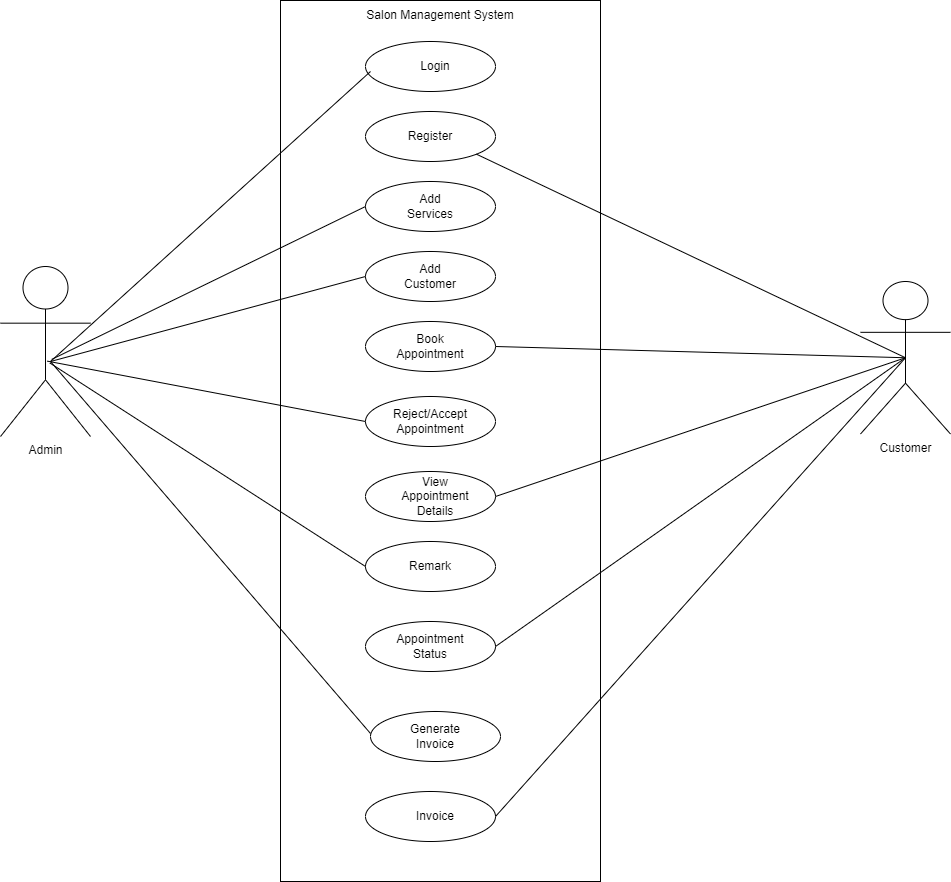 Salon Management System
Login
Register
Add
Services
Add
Customer
Book
Appointment
Reject/Accept
Appointment
View
Appointment
Details
Remark
Appointment
Status
Generate
Invoice
Invoice
Admin
Customer